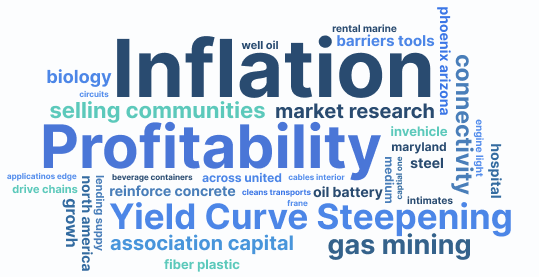 rental marine
well oil
barriers tools
phoenix arizona
Inflation
biology
circuits
connectivity
selling communities
market research
Profitability
invehicle
engine light
maryland
hospital
medium
capital one
steel
applicatinos edge
beverage containers
across united
cables interior
drive chains
north america
lending supply
reinforce concrete
cleans transports
oil battery
intimates
growth
frane
Yield Curve Steepening
association capital
gas mining
fiber plastic